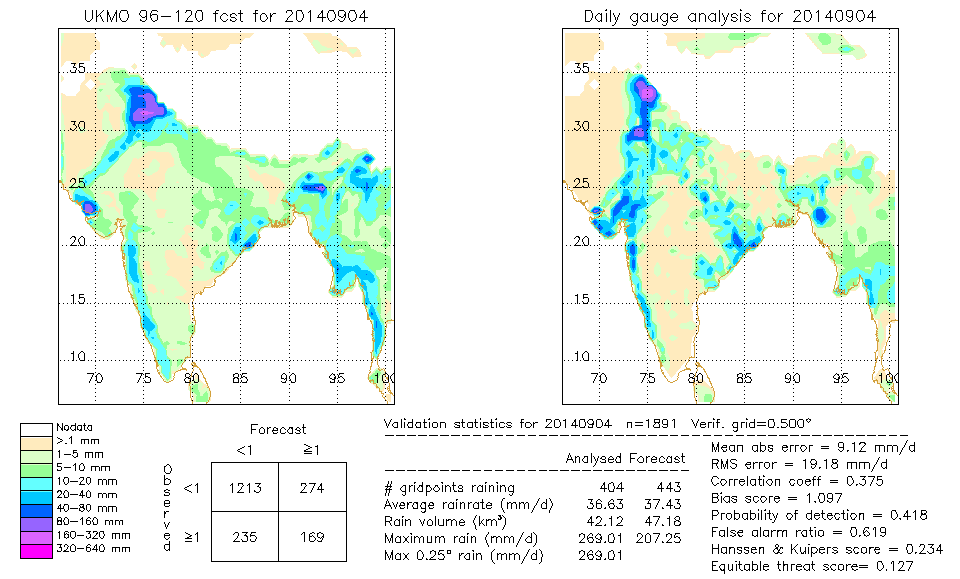 UKMO 96-120 fcst for 20140904
Daily gauge analysis for 20140904
35
30
25
20
15
10
70 75 80 85 90 95 100
35
30
25
20
15
10
70 75 80 85 90 95 100
Nodata
>.1 mm
1-5 mm
5-10 mm
10-20 mm
20-40 mm
40-80 mm
80-160 mm
160-320 mm
320-640 mm
Forecast
<1 ≥1
Observed
<1 1213 274
≥1 235 169
Validation statistics for 20140904 n=1891 Verif. grid=0.500°
Analysed Forecast
# gridpoints raining 404 443
Average rainrate (mm/d) 36.63 37.43
Rain volume (km³) 42.12 47.18
Maximum rain (mm/d) 269.01 207.25
Max 0.25° rain (mm/d) 269.01
Mean abs error = 9.12 mm/d
RMS error = 19.18 mm/d
Correlation coeff = 0.375
Bias score = 1.097
Probability of detection = 0.418
False alarm ratio = 0.619
Hanssen & Kuipers score = 0.234
Equitable threat score= 0.127